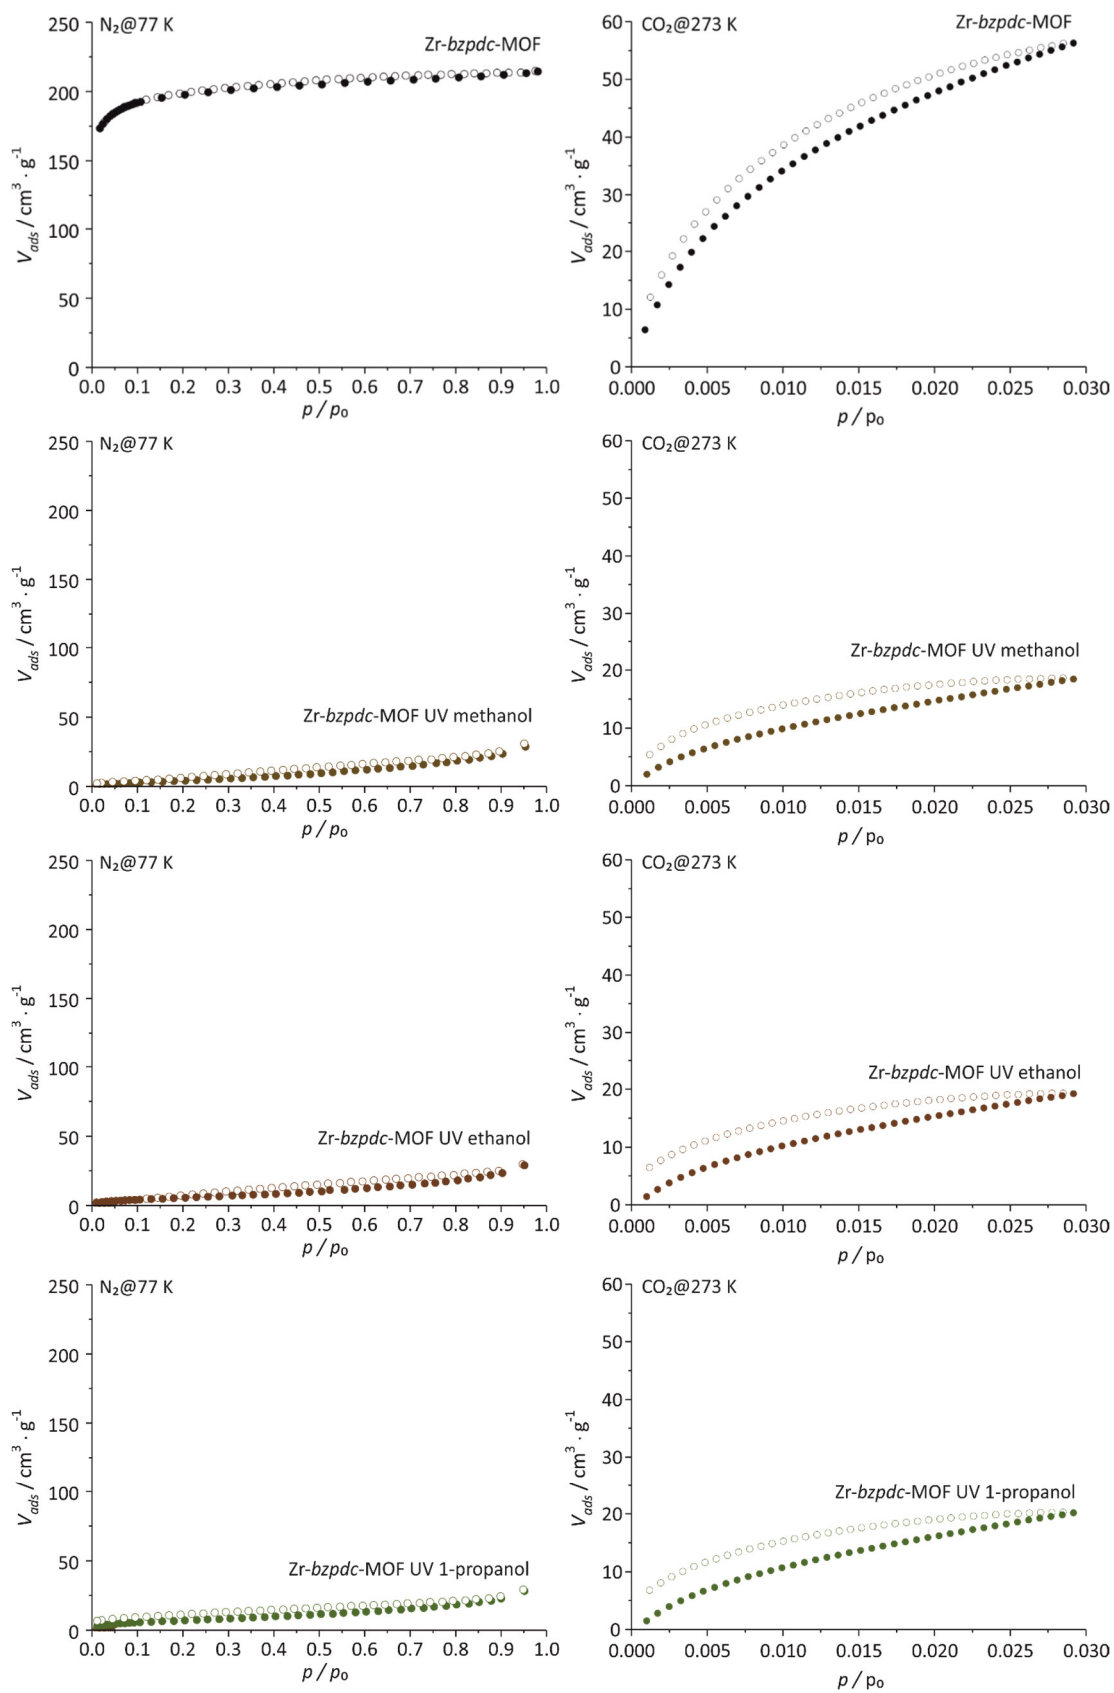 N₂@77 K
Zr-bzpdc-MOF
250
200
150
100
50
0
V_ads / cm³ · g⁻¹
0.0 0.1 0.2 0.3 0.4 0.5 0.6 0.7 0.8 0.9 1.0
p / p₀
CO₂@273 K
Zr-bzpdc-MOF
60
50
40
30
20
10
0
V_ads / cm³ · g⁻¹
0.000 0.005 0.010 0.015 0.020 0.025 0.030
p / p₀
N₂@77 K
Zr-bzpdc-MOF UV methanol
250
200
150
100
50
0
V_ads / cm³ · g⁻¹
0.0 0.1 0.2 0.3 0.4 0.5 0.6 0.7 0.8 0.9 1.0
p / p₀
CO₂@273 K
Zr-bzpdc-MOF UV methanol
60
50
40
30
20
10
0
V_ads / cm³ · g⁻¹
0.000 0.005 0.010 0.015 0.020 0.025 0.030
p / p₀
N₂@77 K
Zr-bzpdc-MOF UV ethanol
250
200
150
100
50
0
V_ads / cm³ · g⁻¹
0.0 0.1 0.2 0.3 0.4 0.5 0.6 0.7 0.8 0.9 1.0
p / p₀
CO₂@273 K
Zr-bzpdc-MOF UV ethanol
60
50
40
30
20
10
0
V_ads / cm³ · g⁻¹
0.000 0.005 0.010 0.015 0.020 0.025 0.030
p / p₀
N₂@77 K
Zr-bzpdc-MOF UV 1-propanol
250
200
150
100
50
0
V_ads / cm³ · g⁻¹
0.0 0.1 0.2 0.3 0.4 0.5 0.6 0.7 0.8 0.9 1.0
p / p₀
CO₂@273 K
Zr-bzpdc-MOF UV 1-propanol
60
50
40
30
20
10
0
V_ads / cm³ · g⁻¹
0.000 0.005 0.010 0.015 0.020 0.025 0.030
p / p₀